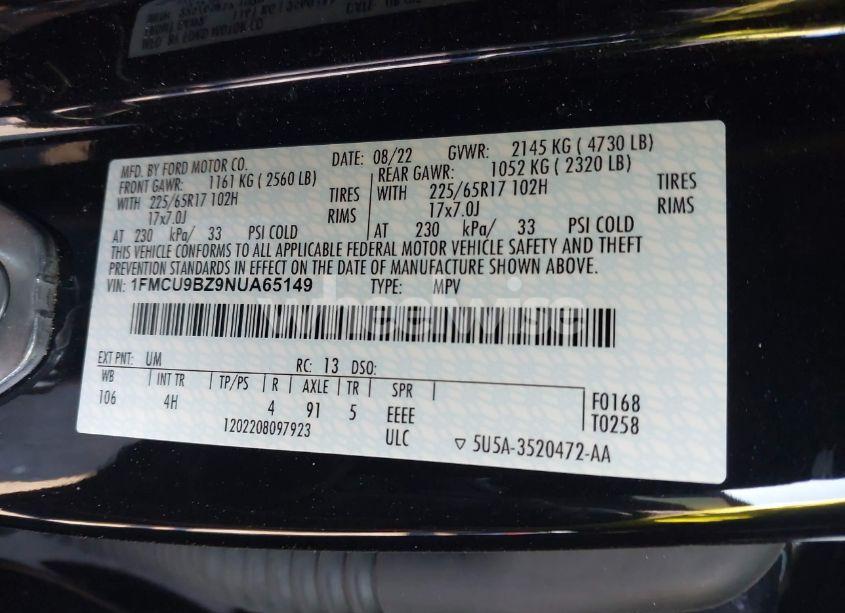 MFD. BY FORD MOTOR CO. DATE: 08/22 GVWR: 2145 KG ( 4730 LB)
FRONT GAWR: 1161 KG ( 2560 LB) REAR GAWR: 1052 KG ( 2320 LB)
WITH 225/65R17 102H TIRES WITH 225/65R17 102H TIRES
17x7.0J RIMS 17x7.0J RIMS
AT 230 kPa/ 33 PSI COLD AT 230 kPa/ 33 PSI COLD
THIS VEHICLE CONFORMS TO ALL APPLICABLE FEDERAL MOTOR VEHICLE SAFETY AND THEFT
PREVENTION STANDARDS IN EFFECT ON THE DATE OF MANUFACTURE SHOWN ABOVE.
VIN: 1FMCU9BZ9NUA65149 TYPE: MPV
wheelwise
EXT PNT: UM RC: 13 DSO:
WB INT TR TP/PS R AXLE TR SPR
106 4H 4 91 5 EEEE F0168
1202208097923 ULC T0258
5U5A-3520472-AA